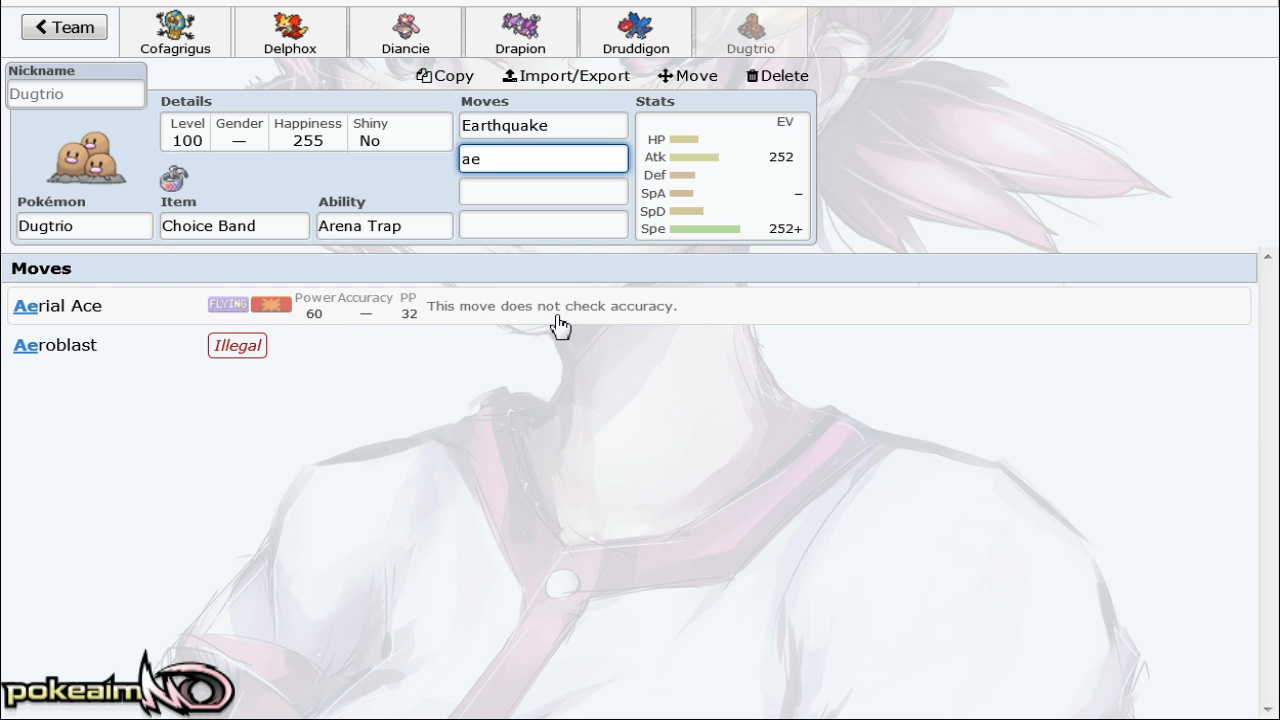 Team
Cofagrigus
Delphox
Diancie
Drapion
Druddigon
Dugtrio
Nickname
Dugtrio
Copy
Import/Export
Move
Delete
Details
Moves
Stats
Level
Gender
Happiness
Shiny
100
—
255
No
Earthquake
ae
EV
HP
Atk 252
Def
SpA –
SpD
Spe 252+
Pokémon
Item
Ability
Dugtrio
Choice Band
Arena Trap
Moves
Aerial Ace FLYING Power Accuracy PP This move does not check accuracy.
60 — 32
Aeroblast Illegal
pokeaimMD